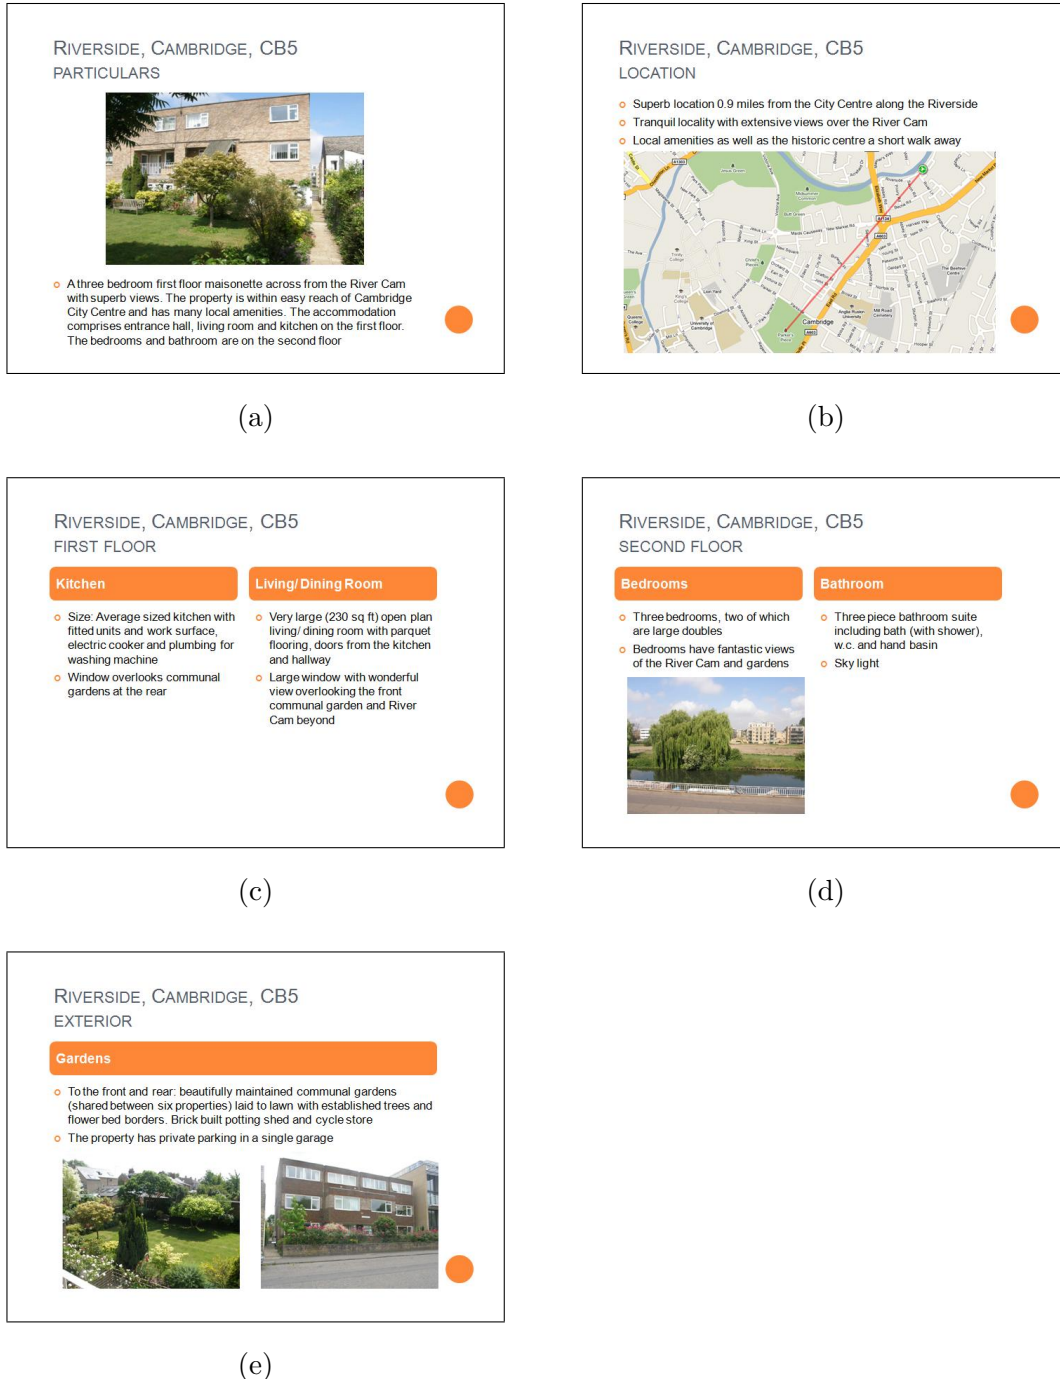 RIVERSIDE, CAMBRIDGE, CB5
PARTICULARS
A three bedroom first floor maisonette across from the River Cam
with superb views. The property is within easy reach of Cambridge
City Centre and has many local amenities. The accommodation
comprises entrance hall, living room and kitchen on the first floor.
The bedrooms and bathroom are on the second floor
(a)
RIVERSIDE, CAMBRIDGE, CB5
LOCATION
Superb location 0.9 miles from the City Centre along the Riverside
Tranquil locality with extensive views over the River Cam
Local amenities as well as the historic centre a short walk away
Cambridge
(b)
RIVERSIDE, CAMBRIDGE, CB5
FIRST FLOOR
Kitchen
Size: Average sized kitchen with
fitted units and work surface,
electric cooker and plumbing for
washing machine
Window overlooks communal
gardens at the rear
Living/ Dining Room
Very large (230 sq ft) open plan
living/ dining room with parquet
flooring, doors from the kitchen
and hallway
Large window with wonderful
view overlooking the front
communal garden and River
Cam beyond
(c)
RIVERSIDE, CAMBRIDGE, CB5
SECOND FLOOR
Bedrooms
Three bedrooms, two of which
are large doubles
Bedrooms have fantastic views
of the River Cam and gardens
Bathroom
Three piece bathroom suite
including bath (with shower),
w.c. and hand basin
Sky light
(d)
RIVERSIDE, CAMBRIDGE, CB5
EXTERIOR
Gardens
To the front and rear: beautifully maintained communal gardens
(shared between six properties) laid to lawn with established trees and
flower bed borders. Brick built potting shed and cycle store
The property has private parking in a single garage
(e)